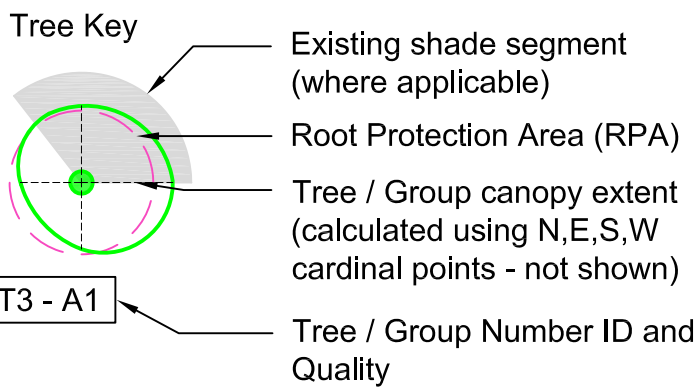 Tree Key
Existing shade segment
(where applicable)
Root Protection Area (RPA)
Tree / Group canopy extent
(calculated using N,E,S,W
cardinal points - not shown)
T3 - A1
Tree / Group Number ID and
Quality